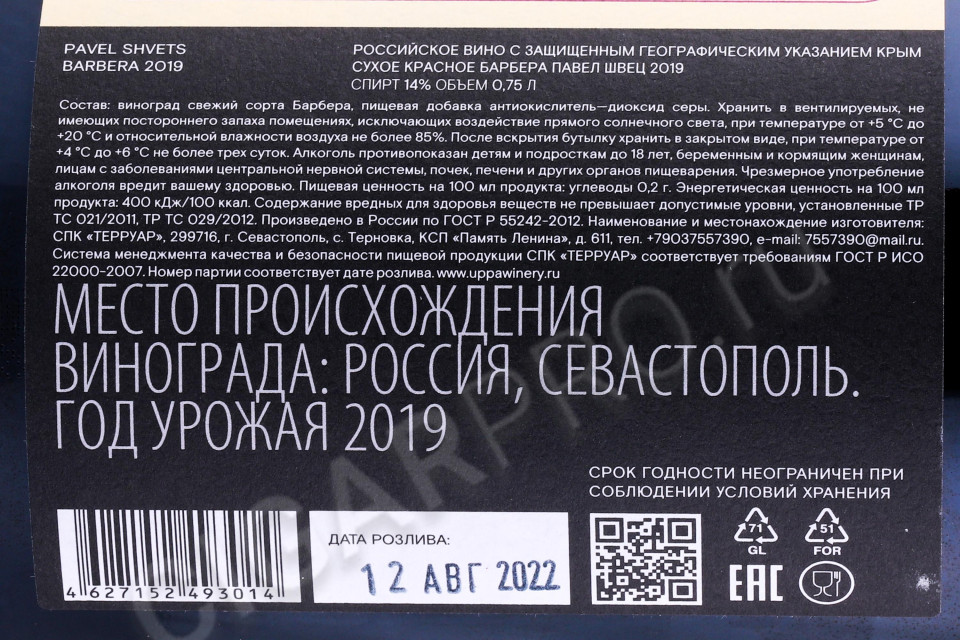 PAVEL SHVETS
BARBERA 2019
РОССИЙСКОЕ ВИНО С ЗАЩИЩЕННЫМ ГЕОГРАФИЧЕСКИМ УКАЗАНИЕМ КРЫМ
СУХОЕ КРАСНОЕ БАРБЕРА ПАВЕЛ ШВЕЦ 2019
СПИРТ 14% ОБЪЕМ 0,75 Л
Состав: виноград свежий сорта Барбера, пищевая добавка антиокислитель—диоксид серы. Хранить в вентилируемых, не
имеющих постороннего запаха помещениях, исключающих воздействие прямого солнечного света, при температуре от +5 °С до
+20 °С и относительной влажности воздуха не более 85%. После вскрытия бутылку хранить в закрытом виде, при температуре от
+4 °С до +6 °С не более трех суток. Алкоголь противопоказан детям и подросткам до 18 лет, беременным и кормящим женщинам,
лицам с заболеваниями центральной нервной системы, почек, печени и других органов пищеварения. Чрезмерное употребление
алкоголя вредит вашему здоровью. Пищевая ценность на 100 мл продукта: углеводы 0,2 г. Энергетическая ценность на 100 мл
продукта: 400 кДж/100 ккал. Содержание вредных для здоровья веществ не превышает допустимые уровни, установленные ТР
ТС 021/2011, ТР ТС 029/2012. Произведено в России по ГОСТ Р 55242-2012. Наименование и местонахождение изготовителя:
СПК «ТЕРРУАР», 299716, г. Севастополь, с. Терновка, КСП «Память Ленина», д. 611, тел. +79037557390, e-mail: 7557390@mail.ru.
Система менеджмента качества и безопасности пищевой продукции СПК «ТЕРРУАР» соответствует требованиям ГОСТ Р ИСО
22000-2007. Номер партии соответствует дате розлива. www.uppawinery.ru
МЕСТО ПРОИСХОЖДЕНИЯ
ВИНОГРАДА: РОССИЯ, СЕВАСТОПОЛЬ.
ГОД УРОЖАЯ 2019
СРОК ГОДНОСТИ НЕОГРАНИЧЕН ПРИ
СОБЛЮДЕНИИ УСЛОВИЙ ХРАНЕНИЯ
ДАТА РОЗЛИВА:
12 АВГ 2022
4 627152 493014
71
GL
51
FOR
EAC
CIGARPRO.ru